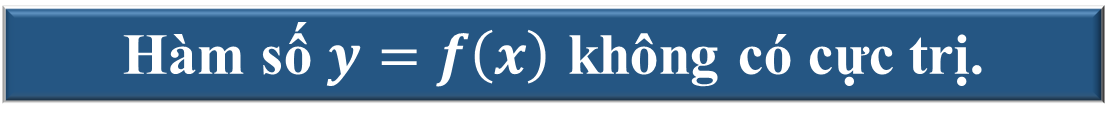 Hàm số y = f(x) không có cực trị.